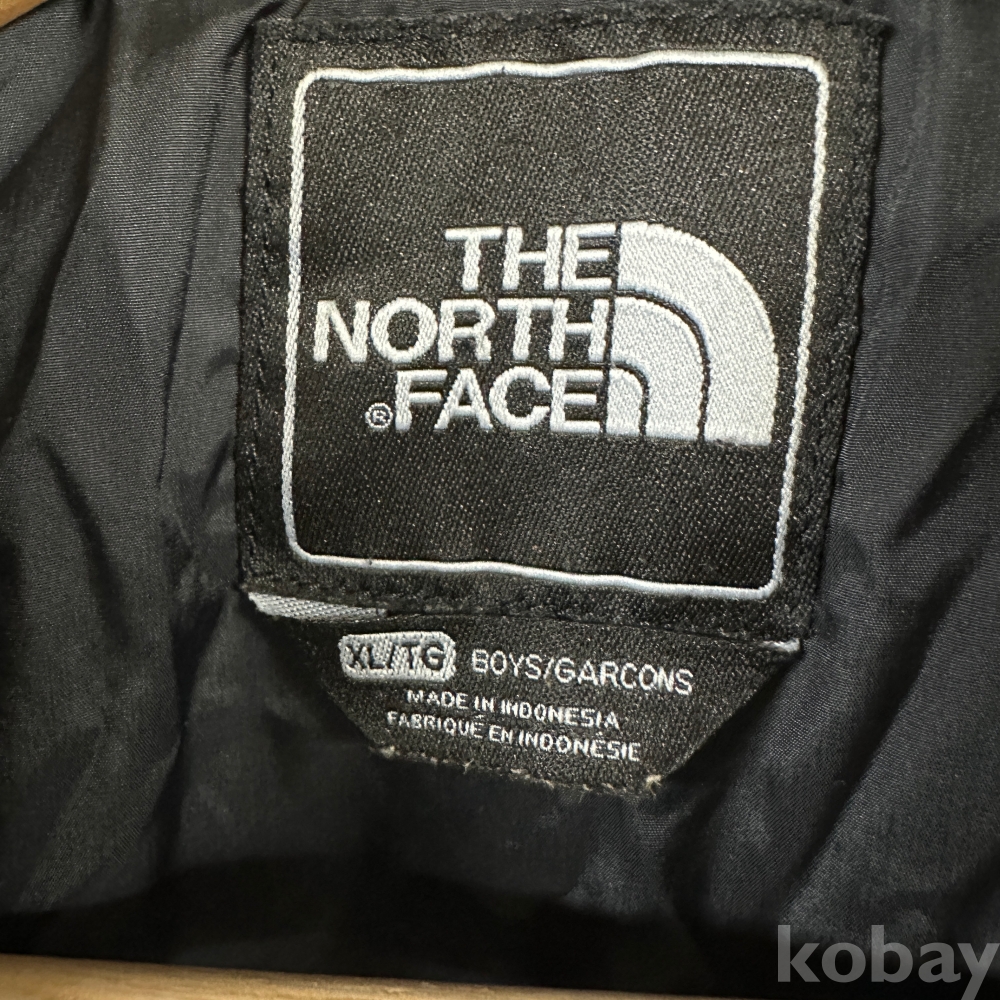 THE
NORTH
®FACE
XL/TG BOYS/GARCONS
MADE IN INDONESIA
FABRIQUÉ EN INDONÉSIE
kobay